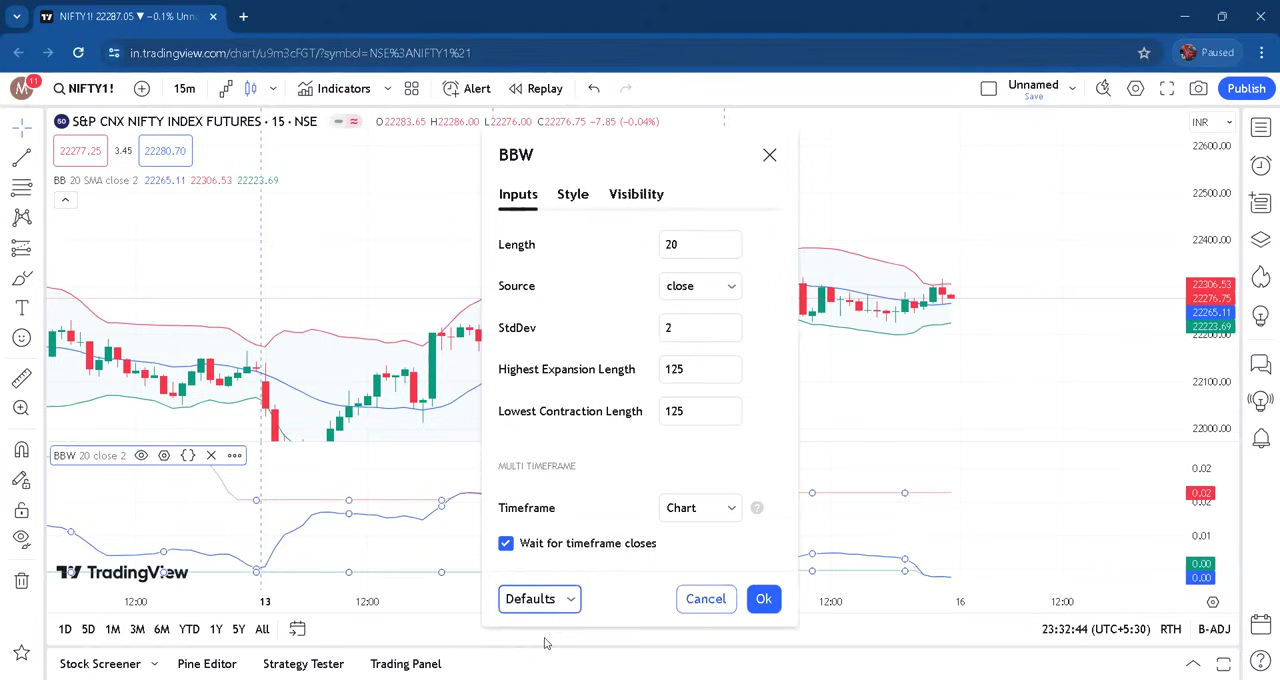 NIFTY1! 22287.05 ▼ −0.1% Unna
in.tradingview.com/chart/u9m3cFGT/?symbol=NSE%3ANIFTY1%21
Paused
M 11 NIFTY1! 15m Indicators Alert Replay Unnamed Save Publish
50 S&P CNX NIFTY INDEX FUTURES · 15 · NSE O22283.65 H22286.00 L22276.00 C22276.75 −7.85 (−0.04%)
INR
22277.25 3.45 22280.70
BB 20 SMA close 2 22265.11 22306.53 22223.69
BBW
Inputs Style Visibility
Length 20
Source close
StdDev 2
Highest Expansion Length 125
Lowest Contraction Length 125
MULTI TIMEFRAME
Timeframe Chart ?
Wait for timeframe closes
Defaults Cancel Ok
22600.00
22500.00
22400.00
22306.53
22276.75
22265.11
22223.69
22200.00
22100.00
22000.00
BBW 20 close 2
0.02
0.02
0.02
0.01
0.00
0.00
TradingView
12:00 13 12:00 12:00 16 12:00
1D 5D 1M 3M 6M YTD 1Y 5Y All 23:32:44 (UTC+5:30) RTH B-ADJ
Stock Screener Pine Editor Strategy Tester Trading Panel